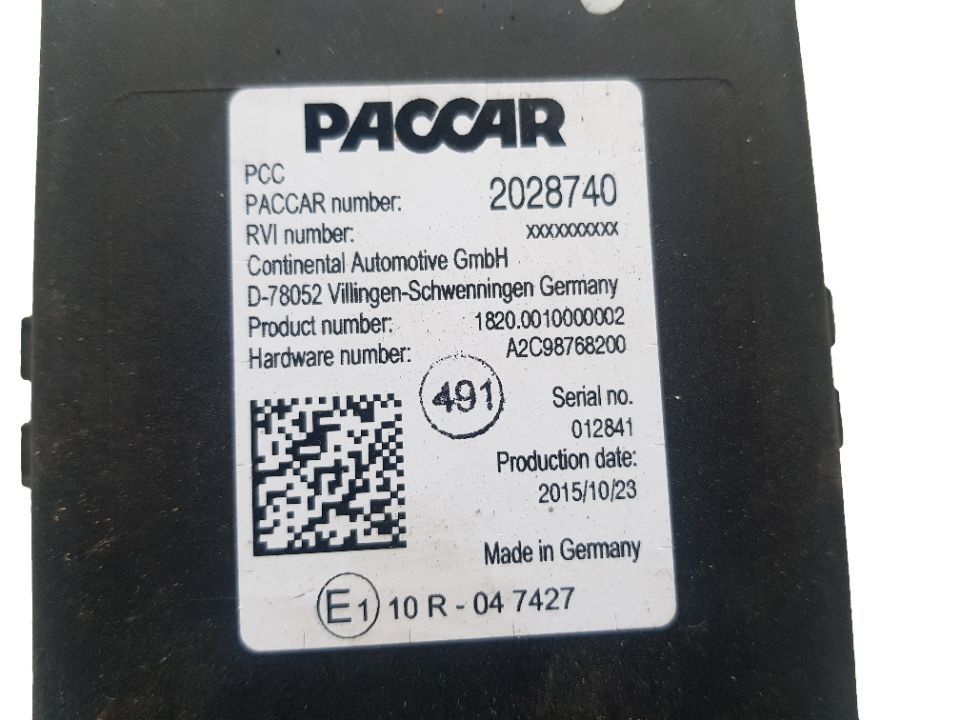 PACCAR
PCC
PACCAR number: 2028740
RVI number: xxxxxxxxxx
Continental Automotive GmbH
D-78052 Villingen-Schwenningen Germany
Product number: 1820.0010000002
Hardware number: A2C98768200
491
Serial no.
012841
Production date:
2015/10/23
Made in Germany
E1 10 R - 04 7427